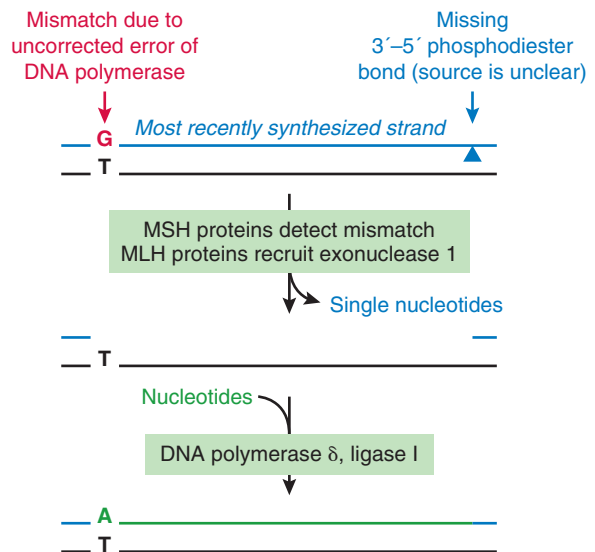 Mismatch due to
uncorrected error of
DNA polymerase
Missing
3´–5´ phosphodiester
bond (source is unclear)
G
Most recently synthesized strand
T
MSH proteins detect mismatch
MLH proteins recruit exonuclease 1
Single nucleotides
T
Nucleotides
DNA polymerase δ, ligase I
A
T